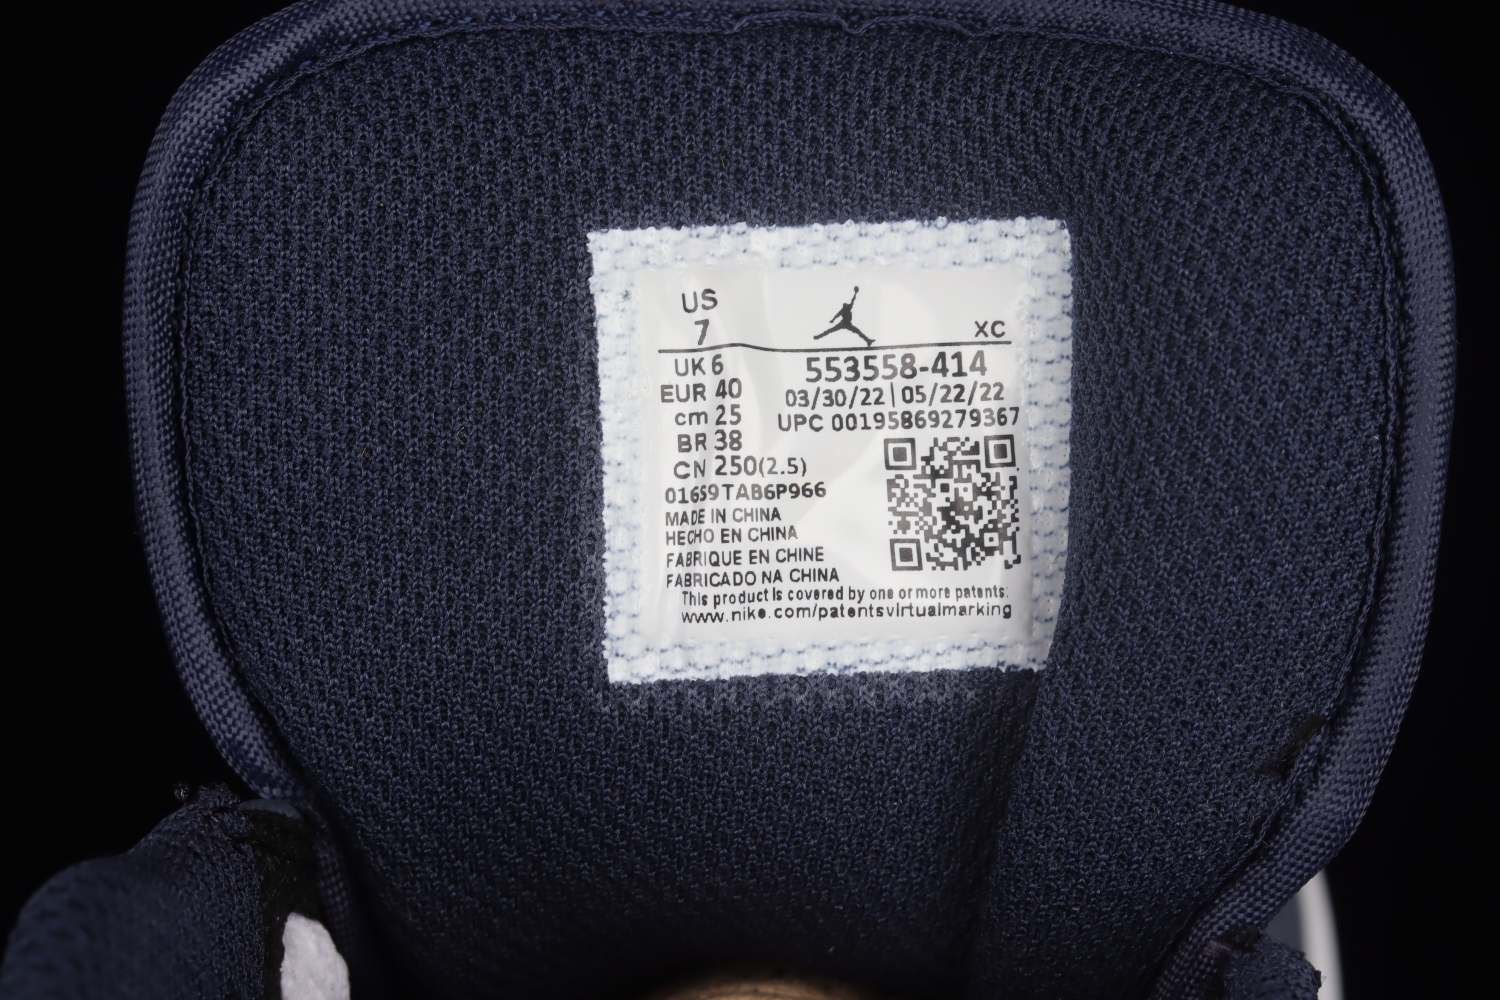 US
7
XC
UK 6
EUR 40
cm 25
BR 38
CN 250(2.5)
553558-414
03/30/22 | 05/22/22
UPC 00195869279367
016S9TAB6P966
MADE IN CHINA
HECHO EN CHINA
FABRIQUE EN CHINE
FABRICADO NA CHINA
This product is covered by one or more patents:
www.nike.com/patentsvirtualmarking